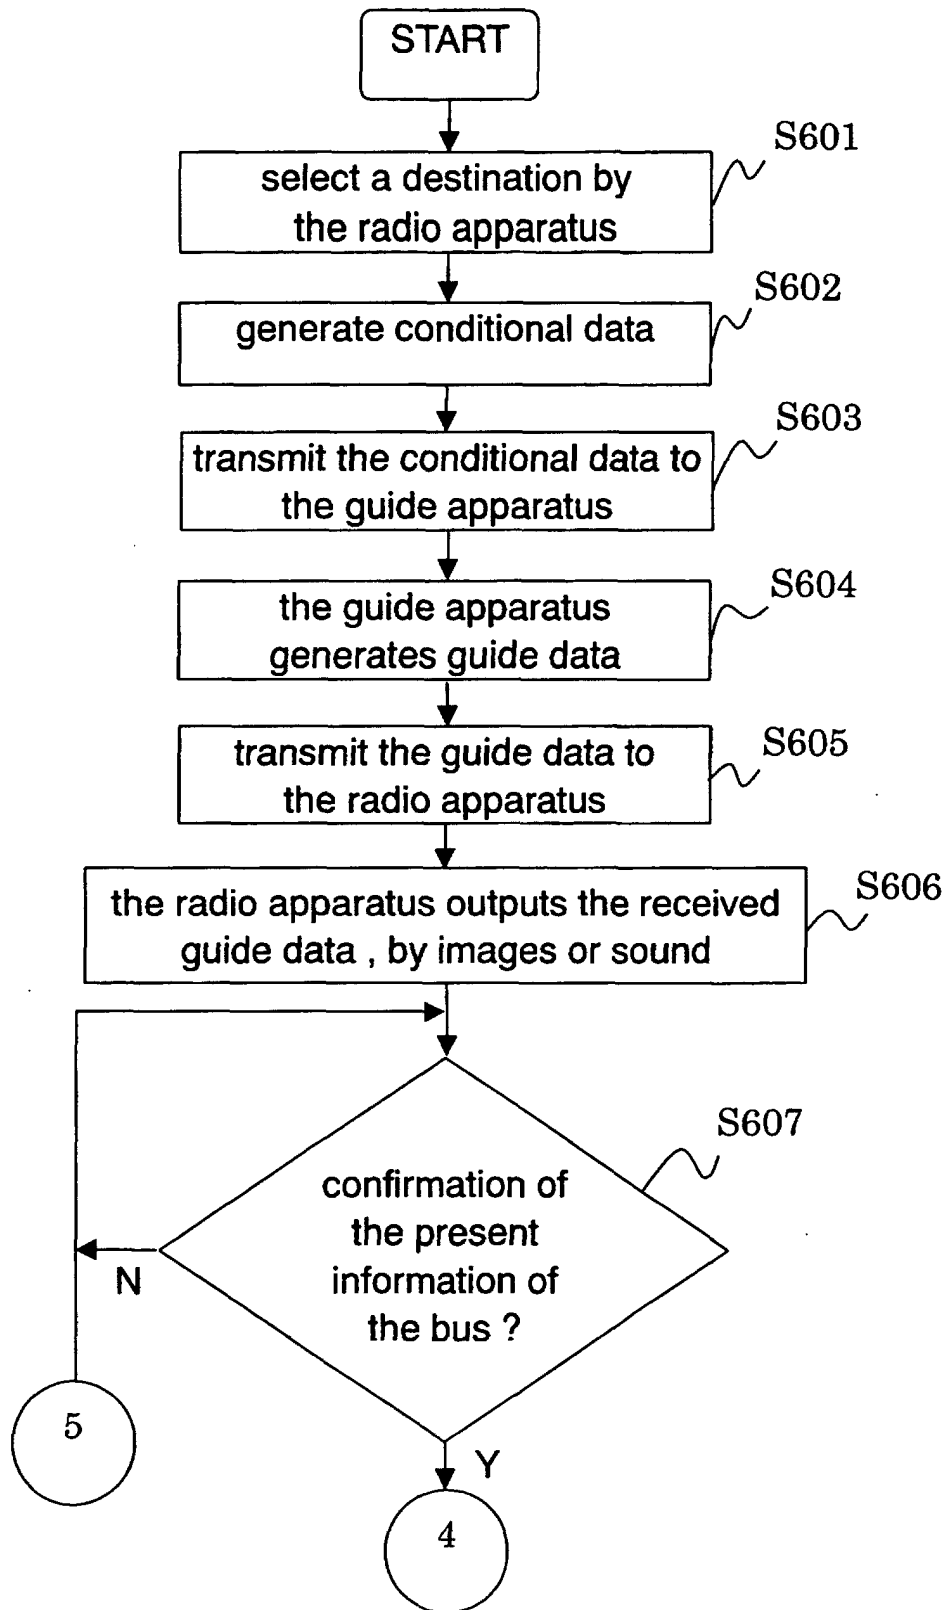 START
S601
select a destination by
the radio apparatus
S602
generate conditional data
S603
transmit the conditional data to
the guide apparatus
S604
the guide apparatus
generates guide data
S605
transmit the guide data to
the radio apparatus
S606
the radio apparatus outputs the received
guide data , by images or sound
S607
confirmation of
the present
information of
the bus ?
N
5
Y
4